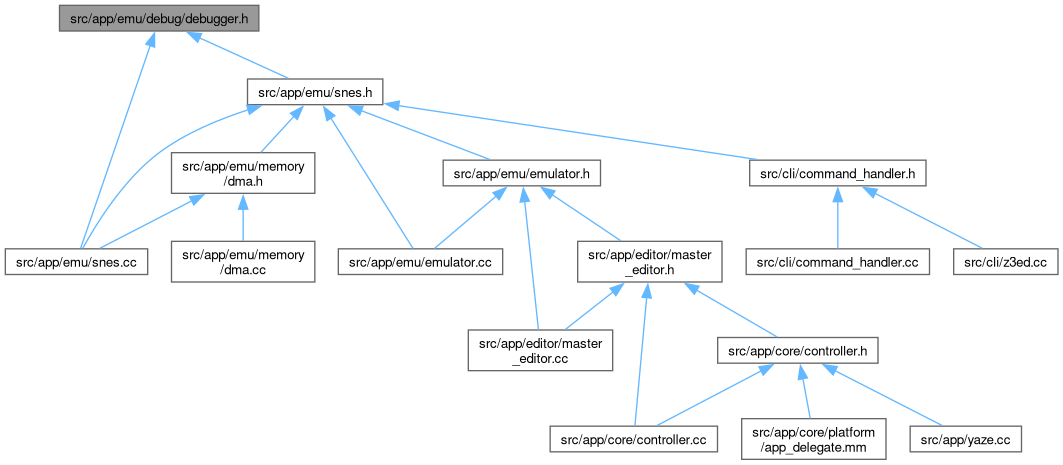 src/app/emu/debug/debugger.h
src/app/emu/snes.h
src/app/emu/memory
/dma.h
src/app/emu/emulator.h
src/cli/command_handler.h
src/app/emu/snes.cc
src/app/emu/memory
/dma.cc
src/app/emu/emulator.cc
src/app/editor/master
_editor.h
src/cli/command_handler.cc
src/cli/z3ed.cc
src/app/editor/master
_editor.cc
src/app/core/controller.h
src/app/core/controller.cc
src/app/core/platform
/app_delegate.mm
src/app/yaze.cc